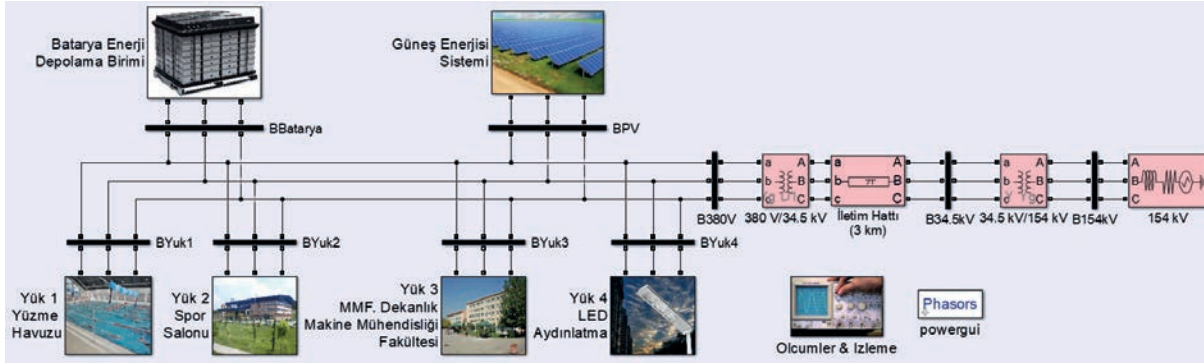 Batarya Enerji
Depolama Birimi
Güneş Enerjisi
Sistemi
BBatarya
BPV
a
A
b
B
c
C
a
A
b
B
c
C
a
A
b
B
C
A
B
C
B380V
380 V/34.5 kV
İletim Hattı
(3 km)
B34.5kV
34.5 kV/154 kV
B154kV
154 kV
BYuk1
BYuk2
BYuk3
BYuk4
Yük 1
Yüzme
Havuzu
Yük 2
Spor
Salonu
Yük 3
MMF. Dekanlık
Makine Mühendisliği
Fakültesi
Yük 4
LED
Aydınlatma
Olcumler & Izleme
Phasors
powergui